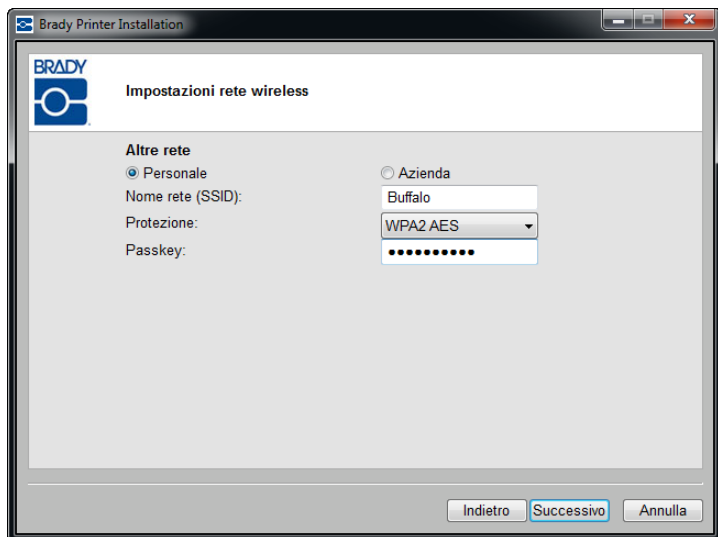 Brady Printer Installation
BRADY
Impostazioni rete wireless
Altre rete
Personale
Azienda
Nome rete (SSID):
Buffalo
Protezione:
WPA2 AES
Passkey:
●●●●●●●●●●
Indietro
Successivo
Annulla